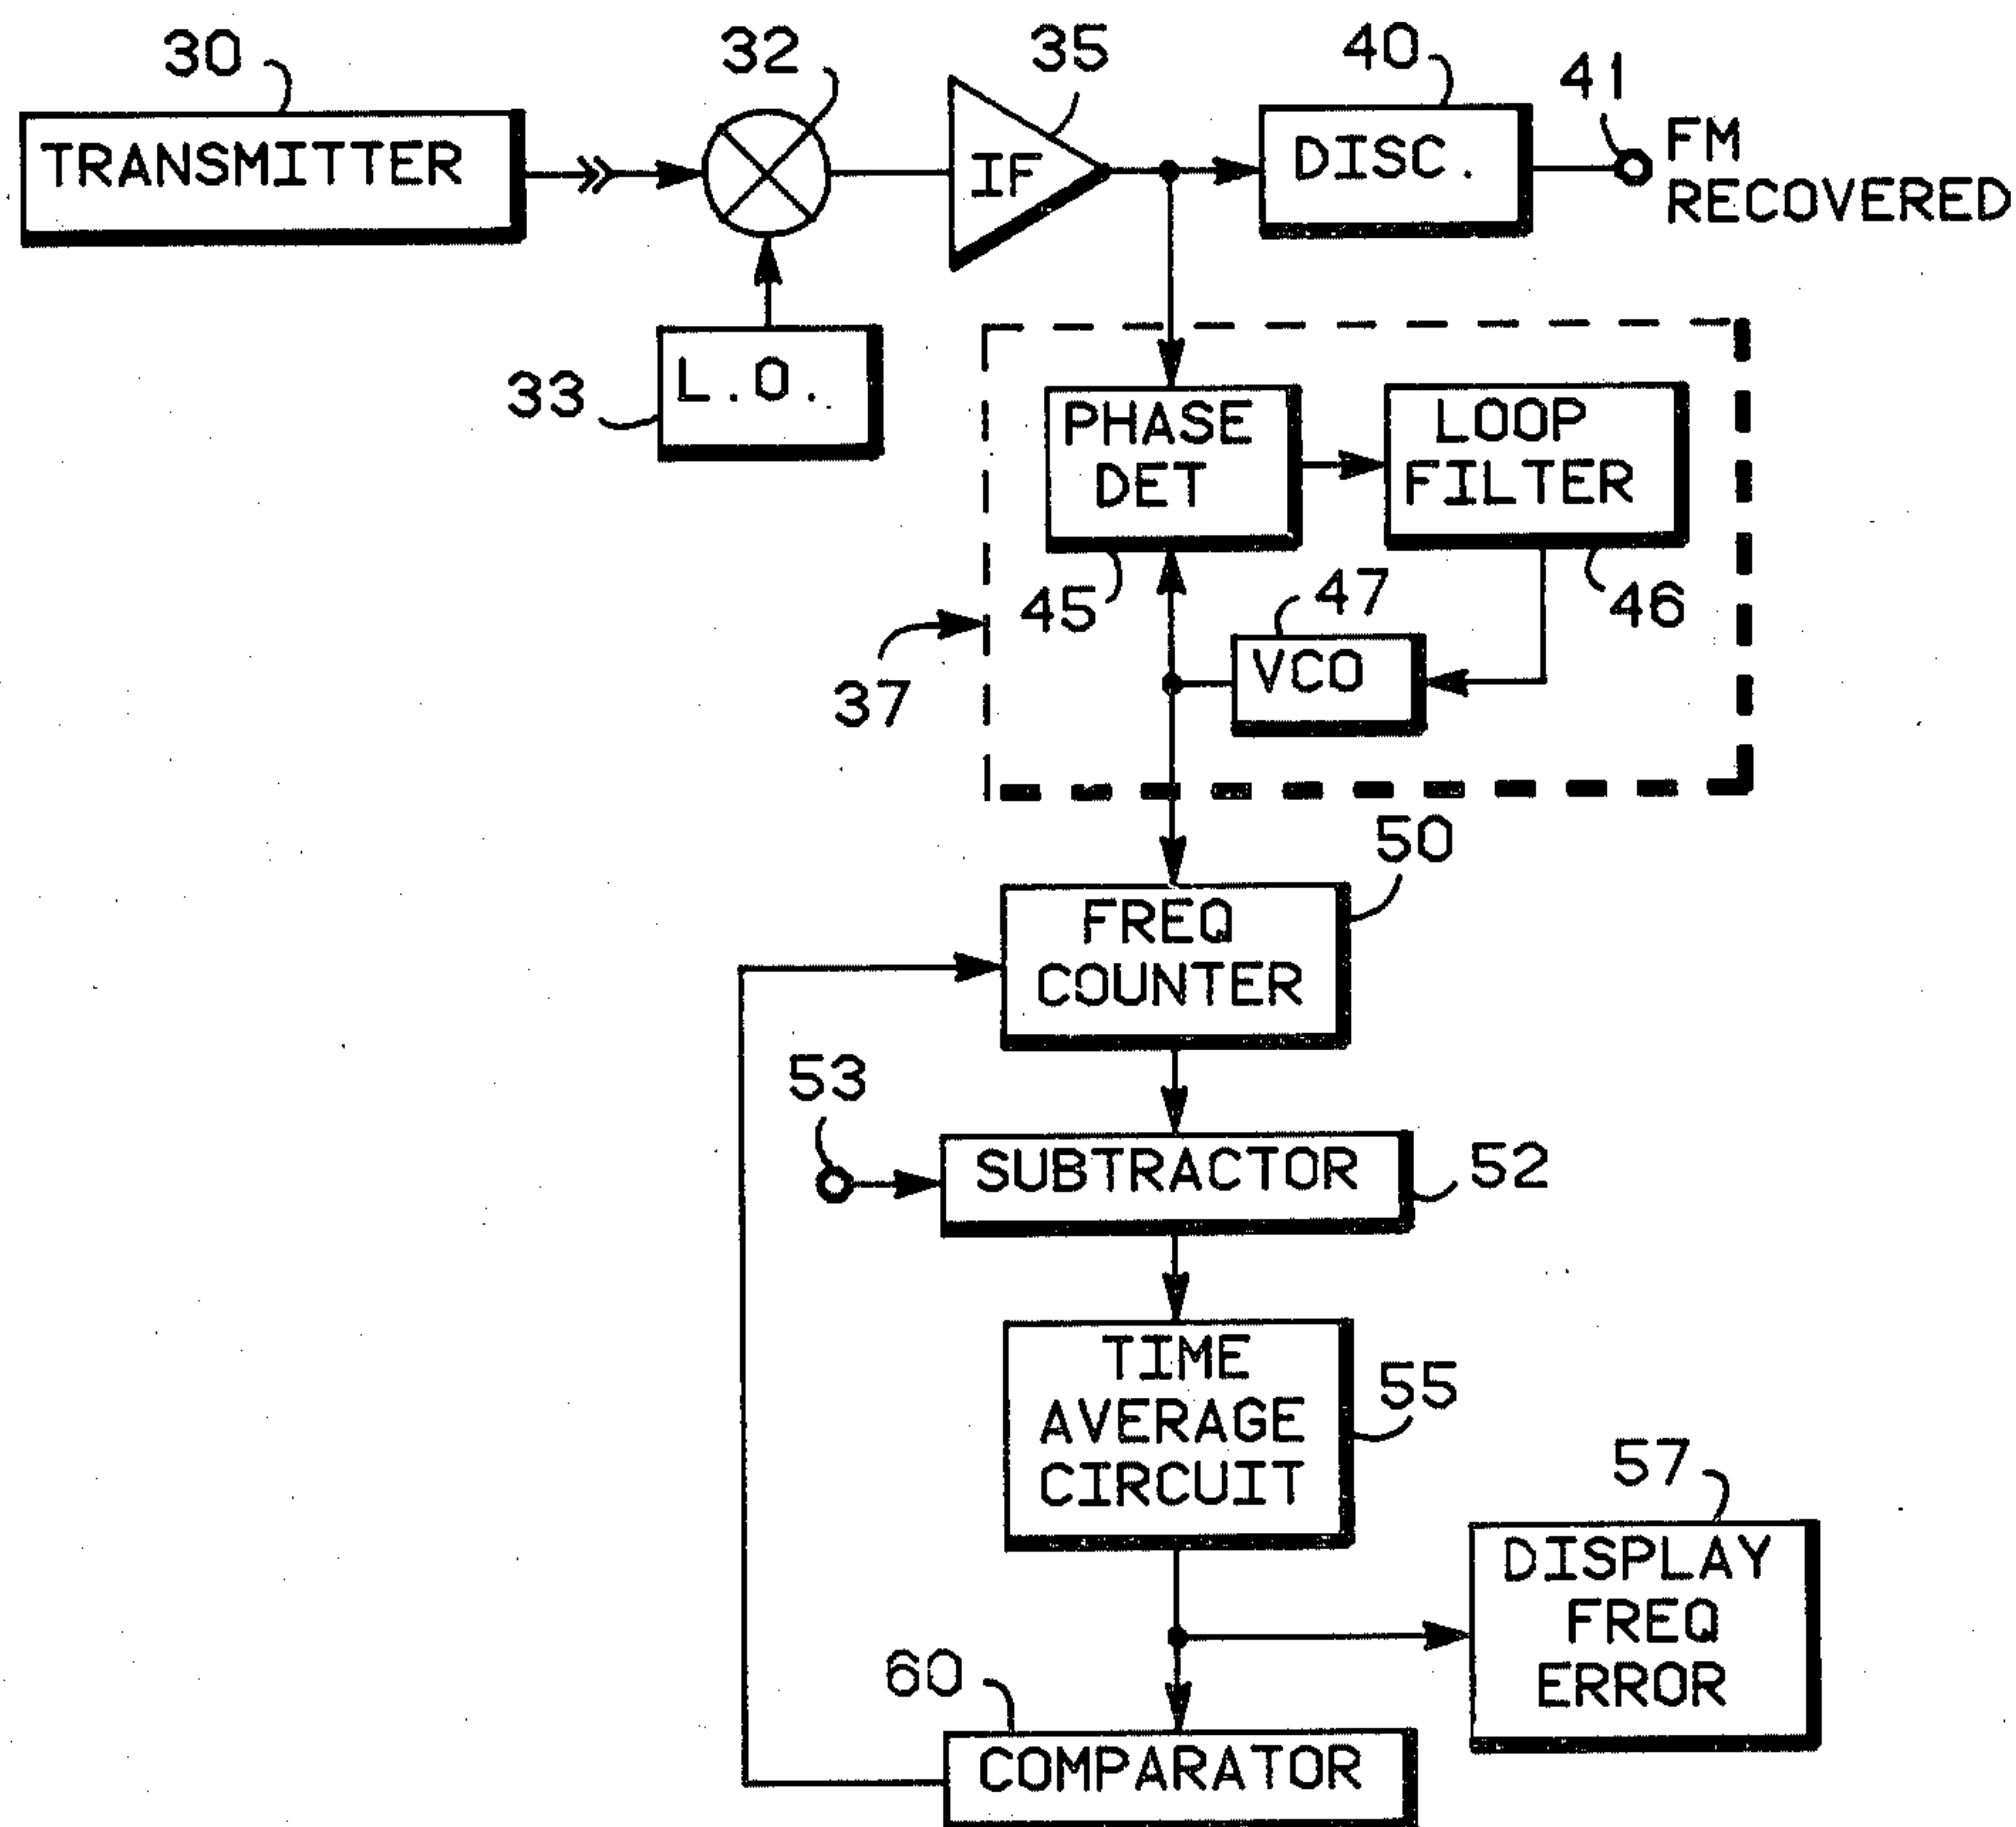 30
32
35
40
41
TRANSMITTER
IF
DISC.
FM
RECOVERED
33
L.O.
PHASE
DET
LOOP
FILTER
45
47
46
37
VCO
50
FREQ
COUNTER
53
SUBTRACTOR
52
TIME
AVERAGE
CIRCUIT
55
57
DISPLAY
FREQ
ERROR
60
COMPARATOR